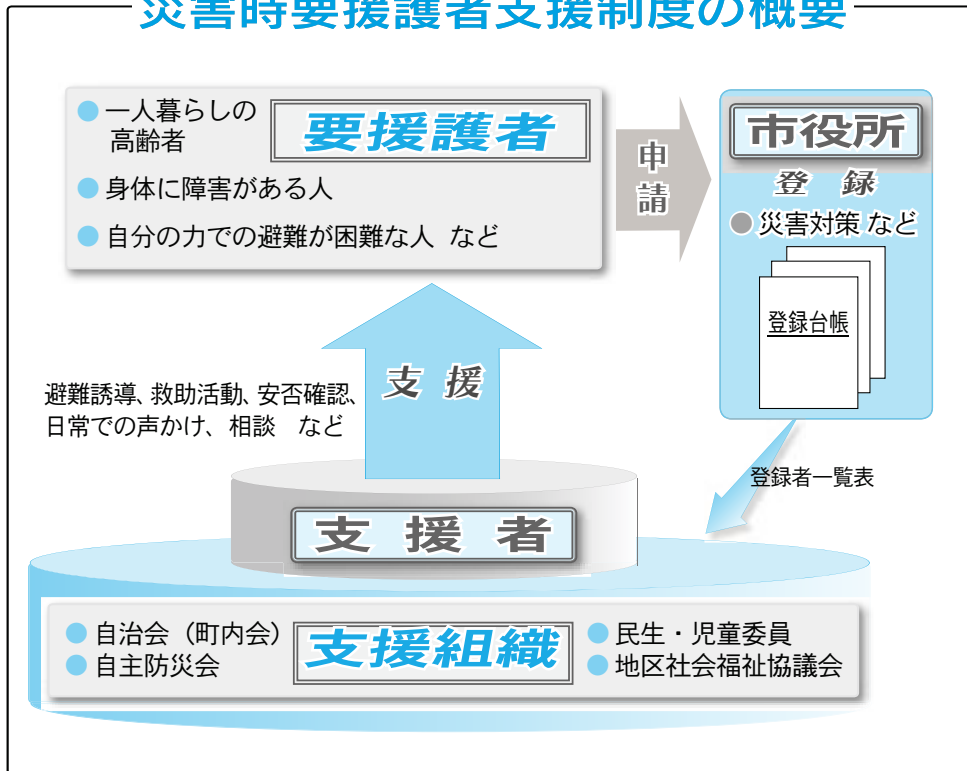 災害時要援護者支援制度の概要
一人暮らしの
高齢者
要援護者
身体に障害がある人
自分の力での避難が困難な人 など
申
請
市役所
登 録
災害対策 など
登録台帳
支 援
避難誘導、救助活動、安否確認、
日常での声かけ、相談 など
登録者一覧表
支 援 者
自治会（町内会）
自主防災会
支援組織
民生・児童委員
地区社会福祉協議会